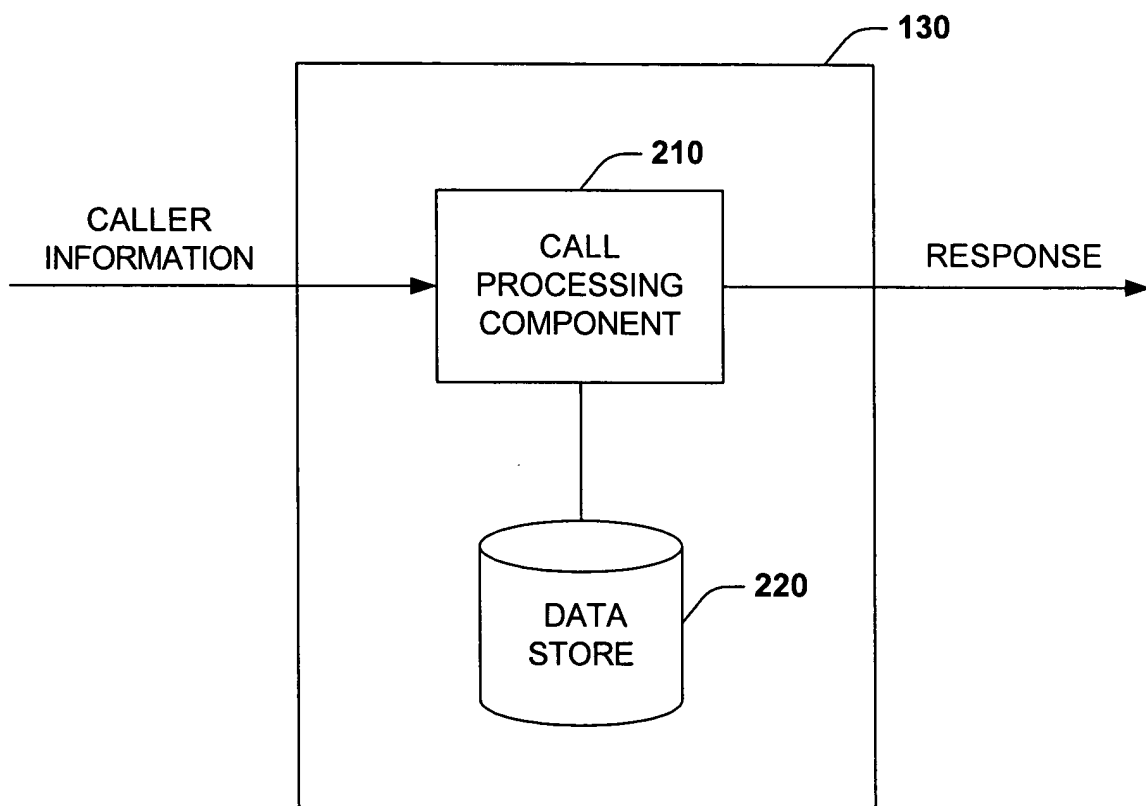 130
210
CALLER
INFORMATION
CALL
PROCESSING
COMPONENT
RESPONSE
220
DATA
STORE